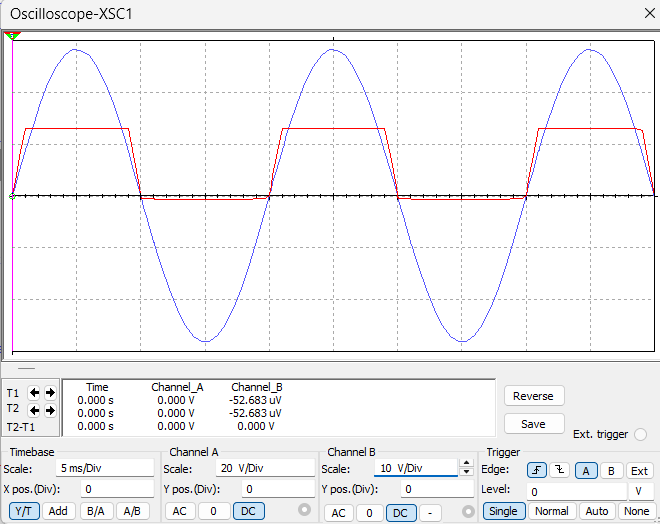 Oscilloscope-XSC1
T1
T2
T2-T1
Time Channel_A Channel_B
0.000 s 0.000 V -52.683 uV
0.000 s 0.000 V -52.683 uV
0.000 s 0.000 V 0.000 V
Reverse
Save
Ext. trigger
Timebase
Scale: 5 ms/Div
X pos.(Div): 0
Y/T Add B/A A/B
Channel A
Scale: 20 V/Div
Y pos.(Div): 0
AC 0 DC
Channel B
Scale: 10 V/Div
Y pos.(Div): 0
AC 0 DC -
Trigger
Edge: A B Ext
Level: 0 V
Single Normal Auto None